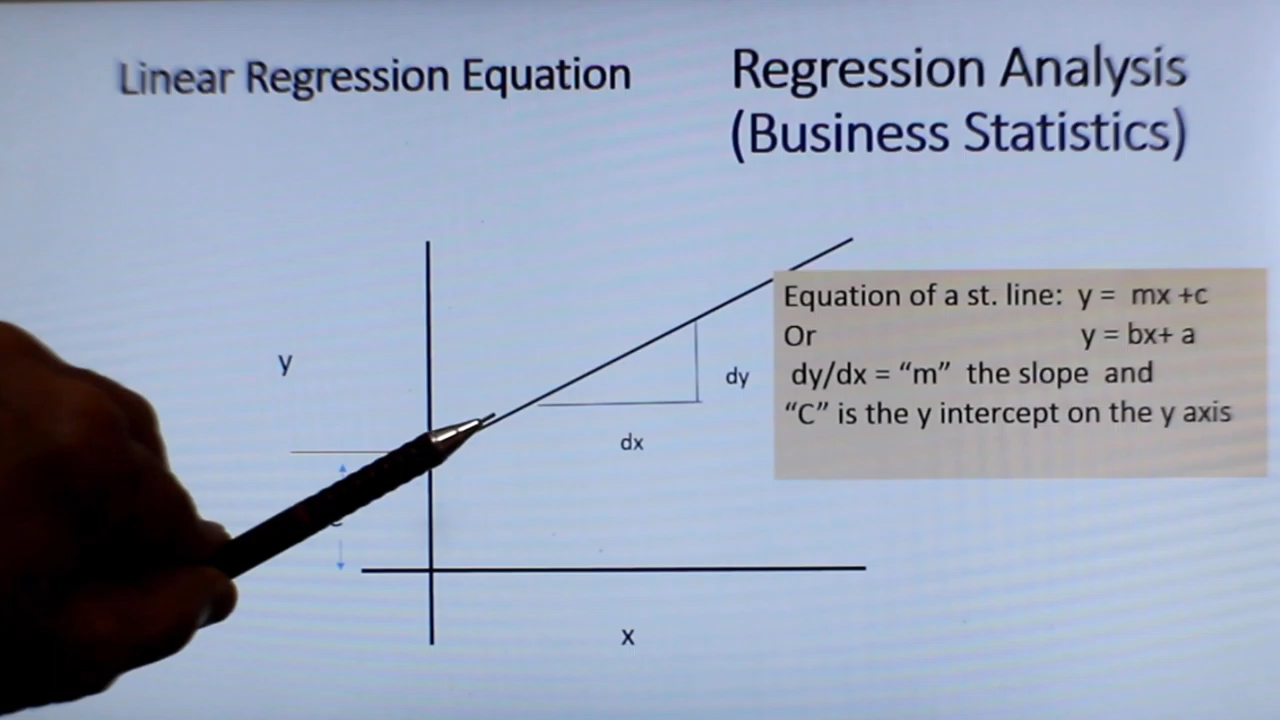 Linear Regression Equation
Regression Analysis
(Business Statistics)
Equation of a st. line: y = mx +c
Or y = bx+ a
dy/dx = “m” the slope and
“C” is the y intercept on the y axis
y
dy
dx
x